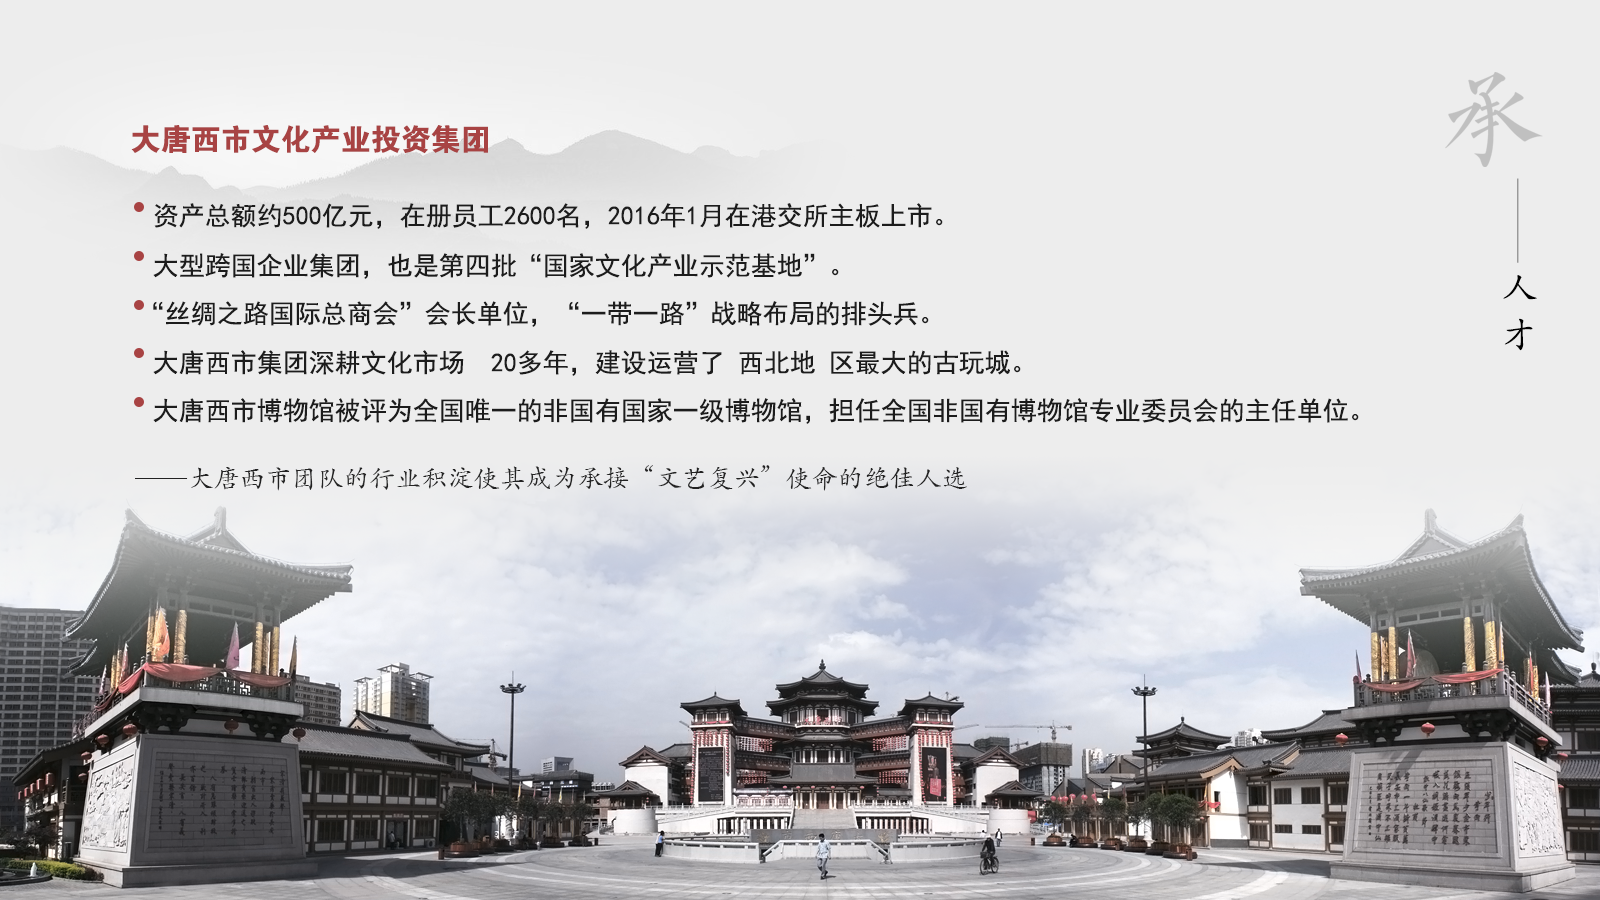 大唐西市文化产业投资集团
资产总额约500亿元，在册员工2600名，2016年1月在港交所主板上市。
大型跨国企业集团，也是第四批“国家文化产业示范基地”。
“丝绸之路国际总商会”会长单位，“一带一路”战略布局的排头兵。
大唐西市集团深耕文化市场 20多年，建设运营了 西北地 区最大的古玩城。
大唐西市博物馆被评为全国唯一的非国有国家一级博物馆，担任全国非国有博物馆专业委员会的主任单位。
——大唐西市团队的行业积淀使其成为承接“文艺复兴”使命的绝佳人选
承
——人才